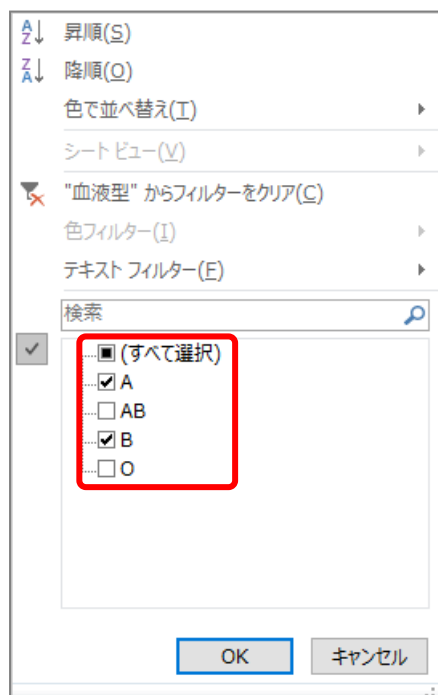 昇順(S)
降順(O)
色で並べ替え(T)
シート ビュー(V)
"血液型" からフィルターをクリア(C)
色フィルター(I)
テキスト フィルター(F)
検索
(すべて選択)
A
AB
B
O
OK
キャンセル